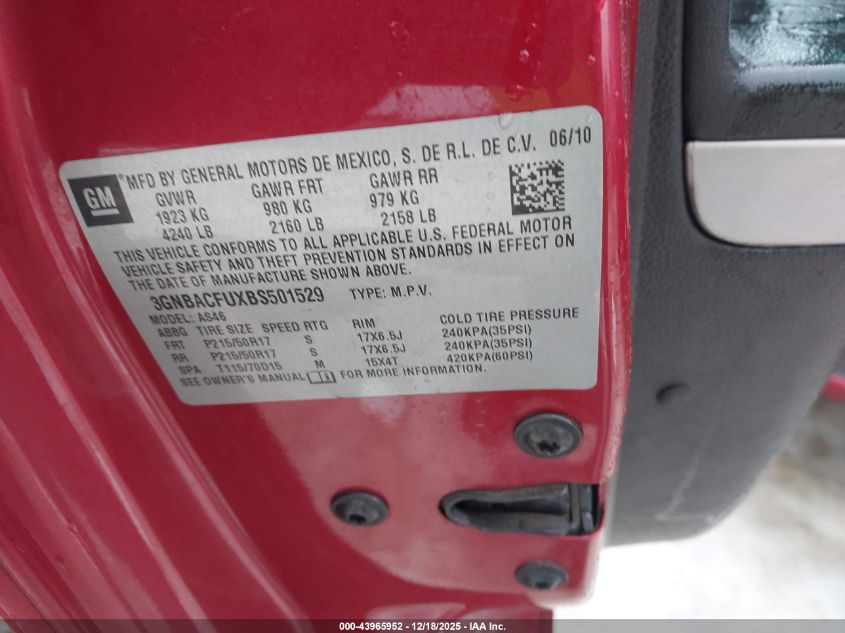 GM
® MFD BY GENERAL MOTORS DE MEXICO, S. DE R.L. DE C.V. 06/10
GVWR GAWR FRT GAWR RR
1923 KG 980 KG 979 KG
4240 LB 2160 LB 2158 LB
THIS VEHICLE CONFORMS TO ALL APPLICABLE U.S. FEDERAL MOTOR
VEHICLE SAFETY AND THEFT PREVENTION STANDARDS IN EFFECT ON
THE DATE OF MANUFACTURE SHOWN ABOVE.
3GNBACFUXBS501529 TYPE: M.P.V.
MODEL: AS46
ABBG TIRE SIZE SPEED RTG RIM COLD TIRE PRESSURE
FRT P215/50R17 S 17X6.5J 240KPA(35PSI)
RR P215/50R17 S 17X6.5J 240KPA(35PSI)
SPA T115/70D15 M 15X4T 420KPA(60PSI)
SEE OWNER'S MANUAL FOR MORE INFORMATION.
000-43965952 - 12/18/2025 - IAA Inc.